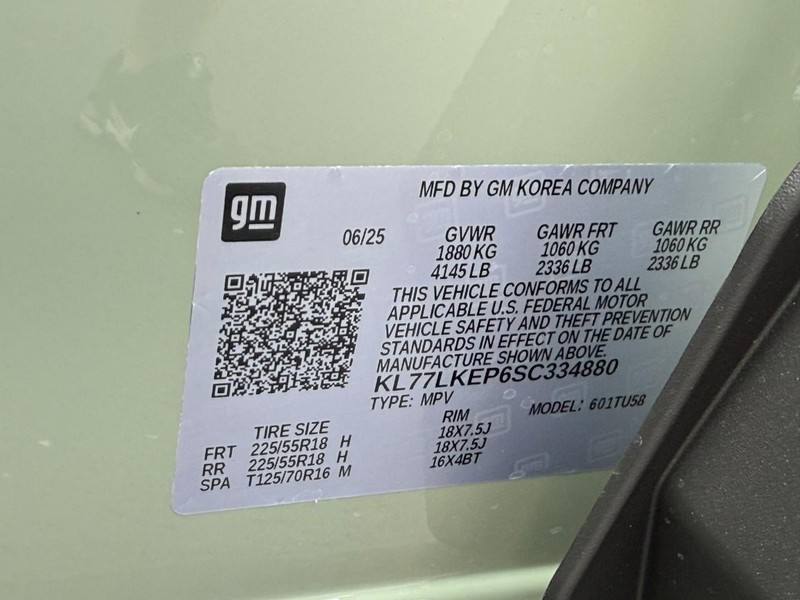 gm
MFD BY GM KOREA COMPANY
06/25
GVWR GAWR FRT GAWR RR
1880 KG 1060 KG 1060 KG
4145 LB 2336 LB 2336 LB
THIS VEHICLE CONFORMS TO ALL
APPLICABLE U.S. FEDERAL MOTOR
VEHICLE SAFETY AND THEFT PREVENTION
STANDARDS IN EFFECT ON THE DATE OF
MANUFACTURE SHOWN ABOVE.
KL77LKEP6SC334880
TYPE: MPV MODEL: 601TU58
TIRE SIZE RIM
FRT 225/55R18 H 18X7.5J
RR 225/55R18 H 18X7.5J
SPA T125/70R16 M 16X4BT